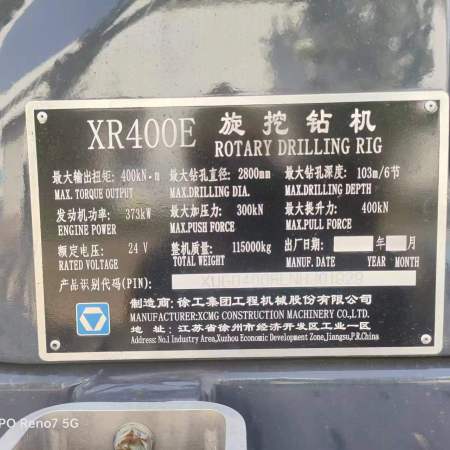 XR400E 旋挖钻机
ROTARY DRILLING RIG
最大输出扭矩: 400kN·m 最大钻孔直径: 2800mm 最大钻孔深度: 103m/6节
MAX. TORQUE OUTPUT MAX.DRILLING DIA. MAX.DRILLING DEPTH
发动机功率: 373kW 最大加压力: 300kN 最大提升力: 400kN
ENGINE POWER MAX.PUSH FORCE MAX.PULL FORCE
额定电压: 24 V 整机质量: 115000kg 出厂日期: 年 月
RATED VOLTAGE TOTAL WEIGHT MANUF. DATE YEAR MONTH
产品识别代码(PIN):
制造商: 徐工集团工程机械股份有限公司
MANUFACTURER:XCMG CONSTRUCTION MACHINERY CO.,LTD.
地 址: 江苏省徐州市经济开发区工业一区
Address: No.1 Industry Area,Xuzhou Economic Development Zone,Jiangsu,P.R.China
PO Reno7 5G